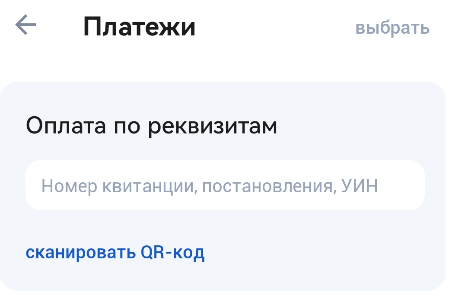 Платежи
выбрать
Оплата по реквизитам
Номер квитанции, постановления, УИН
сканировать QR-код